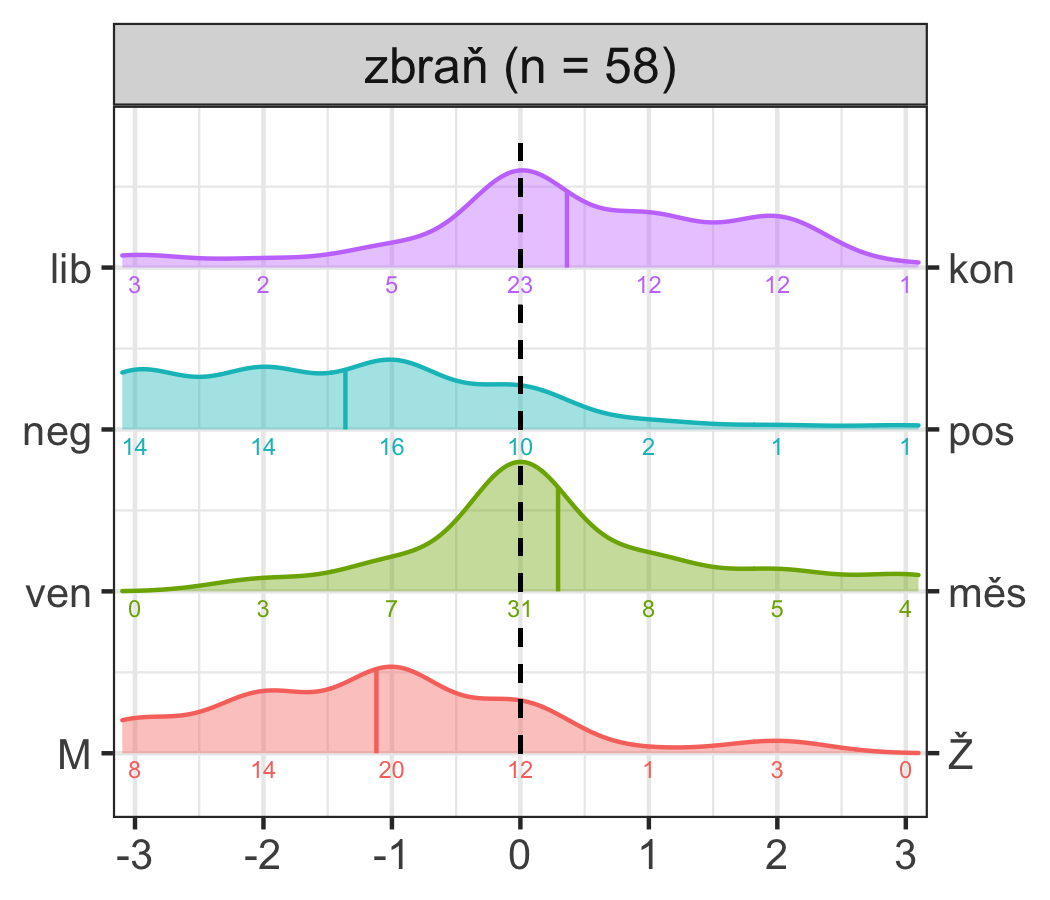 zbraň (n = 58)
lib kon
3 2 5 23 12 12 1
neg pos
14 14 16 10 2 1 1
ven měs
0 3 7 31 8 5 4
M Ž
8 14 20 12 1 3 0
-3 -2 -1 0 1 2 3